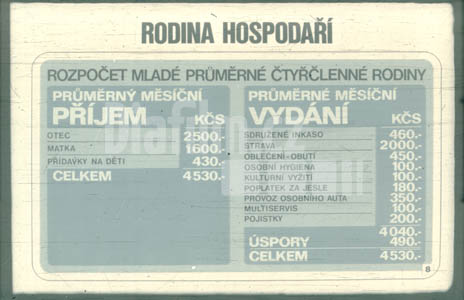 RODINA HOSPODAŘÍ
ROZPOČET MLADÉ PRŮMĚRNÉ ČTYŘČLENNÉ RODINY
PRŮMĚRNÝ MĚSÍČNÍ
PŘÍJEM KČS
OTEC 2500.-
MATKA 1600.-
PŘÍDAVKY NA DĚTI 430.-
CELKEM 4530.-
PRŮMĚRNÉ MĚSÍČNÍ
VYDÁNÍ KČS
SDRUŽENÉ INKASO 460.-
STRAVA 2000.-
OBLEČENÍ-OBUTÍ 450.-
OSOBNÍ HYGIENA 100.-
KULTURNÍ VYŽITÍ 100.-
POPLATEK ZA JESLE 180.-
PROVOZ OSOBNÍHO AUTA 350.-
MULTISERVIS 100.-
POJISTKY 200.-
4040.-
ÚSPORY 490.-
CELKEM 4530.-
8